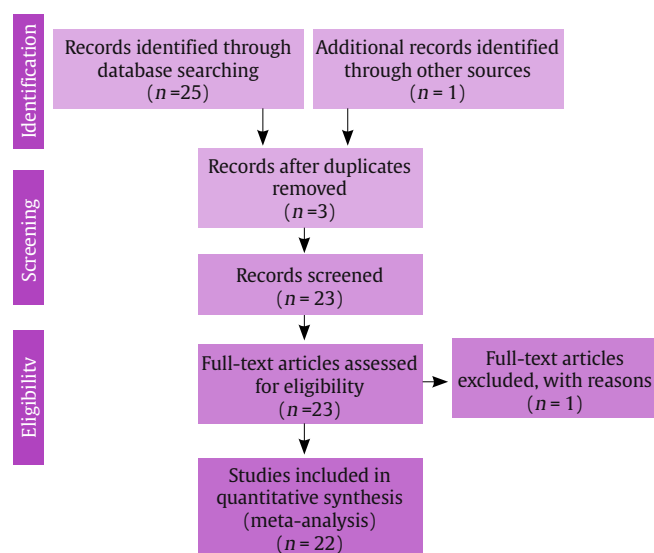 Identification
Records identified through
database searching
(n =25)
Additional records identified
through other sources
(n = 1)
Screening
Records after duplicates
removed
(n =3)
Records screened
(n = 23)
Eligibility
Full-text articles assessed
for eligibility
(n =23)
Full-text articles
excluded, with reasons
(n = 1)
Studies included in
quantitative synthesis
(meta-analysis)
n = 22